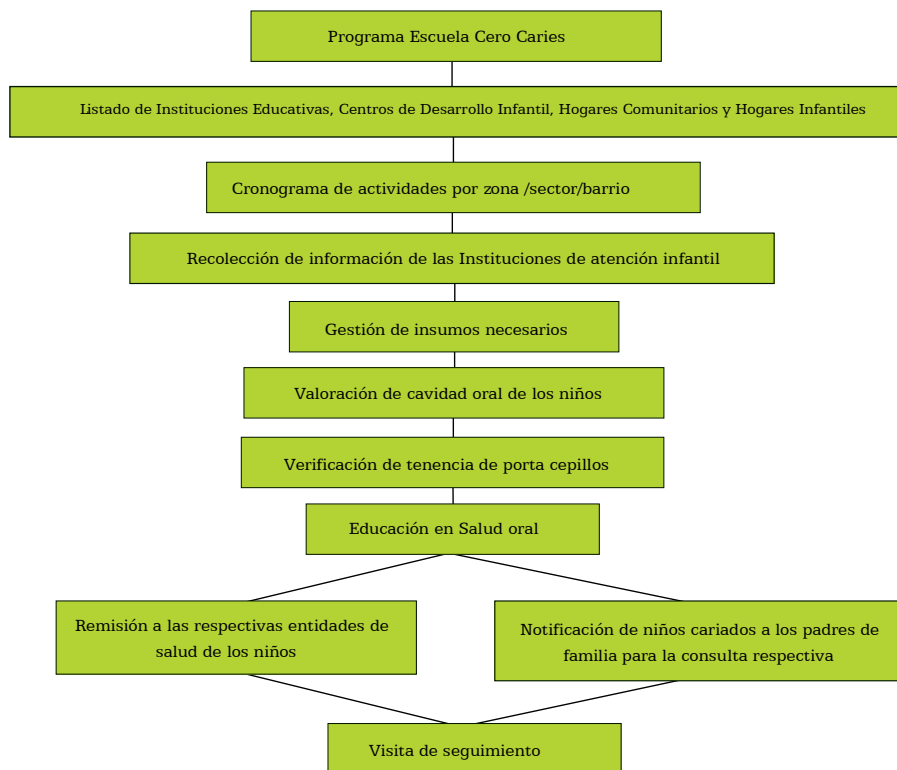 Programa Escuela Cero Caries
Listado de Instituciones Educativas, Centros de Desarrollo Infantil, Hogares Comunitarios y Hogares Infantiles
Cronograma de actividades por zona /sector/barrio
Recolección de información de las Instituciones de atención infantil
Gestión de insumos necesarios
Valoración de cavidad oral de los niños
Verificación de tenencia de porta cepillos
Educación en Salud oral
Remisión a las respectivas entidades de
salud de los niños
Notificación de niños cariados a los padres de
familia para la consulta respectiva
Visita de seguimiento